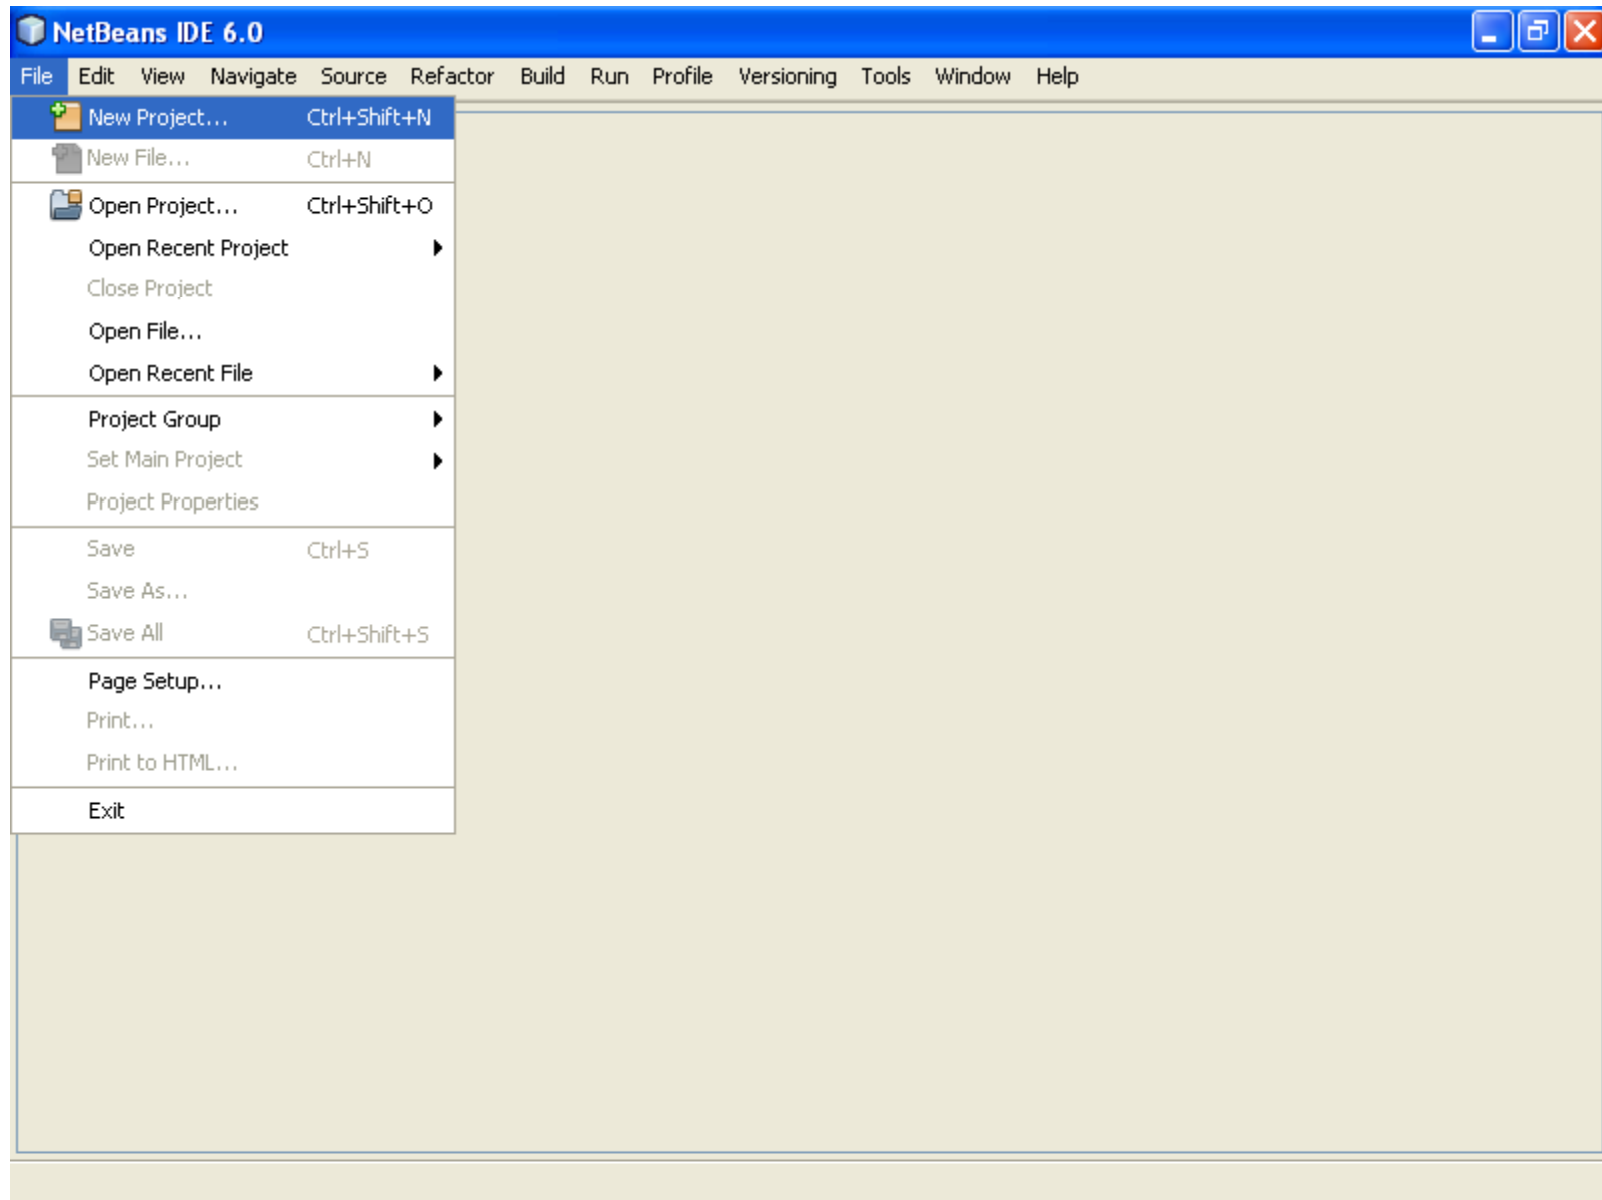 NetBeans IDE 6.0
File Edit View Navigate Source Refactor Build Run Profile Versioning Tools Window Help
New Project... Ctrl+Shift+N
New File... Ctrl+N
Open Project... Ctrl+Shift+O
Open Recent Project
Close Project
Open File...
Open Recent File
Project Group
Set Main Project
Project Properties
Save Ctrl+S
Save As...
Save All Ctrl+Shift+S
Page Setup...
Print...
Print to HTML...
Exit